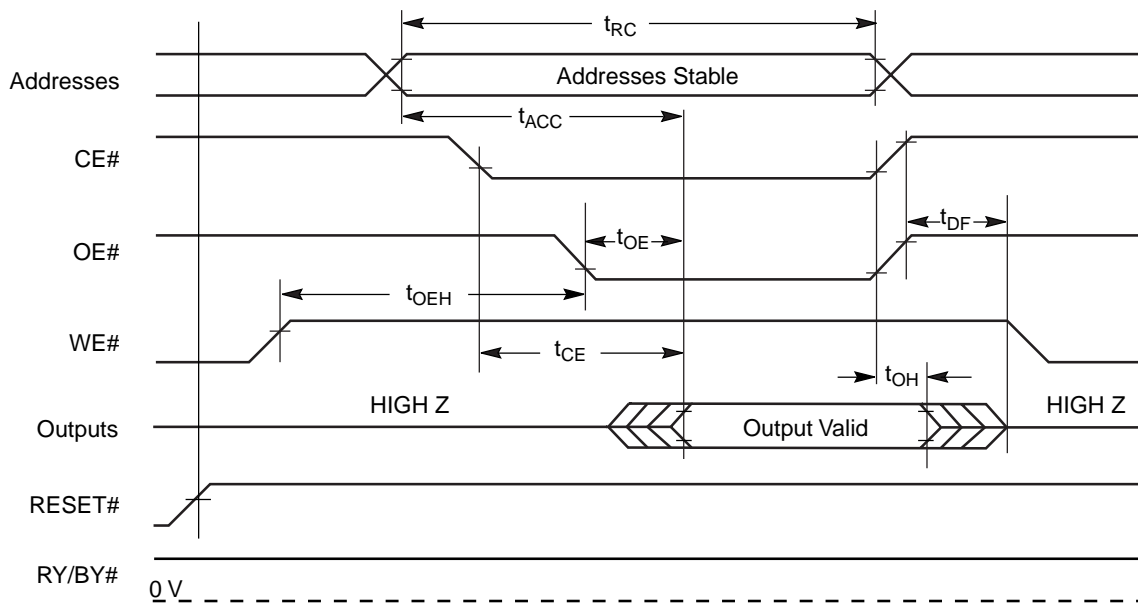 tRC
Addresses
Addresses Stable
tACC
CE#
tDF
OE#
tOE
tOEH
WE#
tCE
tOH
HIGH Z
HIGH Z
Outputs
Output Valid
RESET#
RY/BY#
0 V